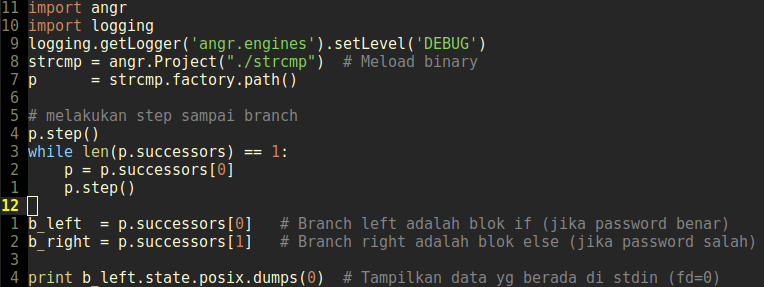 11 import angr
10 import logging
9 logging.getLogger('angr.engines').setLevel('DEBUG')
8 strcmp = angr.Project("./strcmp")  # Meload binary
7 p      = strcmp.factory.path()
6
5 # melakukan step sampai branch
4 p.step()
3 while len(p.successors) == 1:
2     p = p.successors[0]
1     p.step()
12
1 b_left  = p.successors[0]   # Branch left adalah blok if (jika password benar)
2 b_right = p.successors[1]   # Branch right adalah blok else (jika password salah)
3
4 print b_left.state.posix.dumps(0)  # Tampilkan data yg berada di stdin (fd=0)